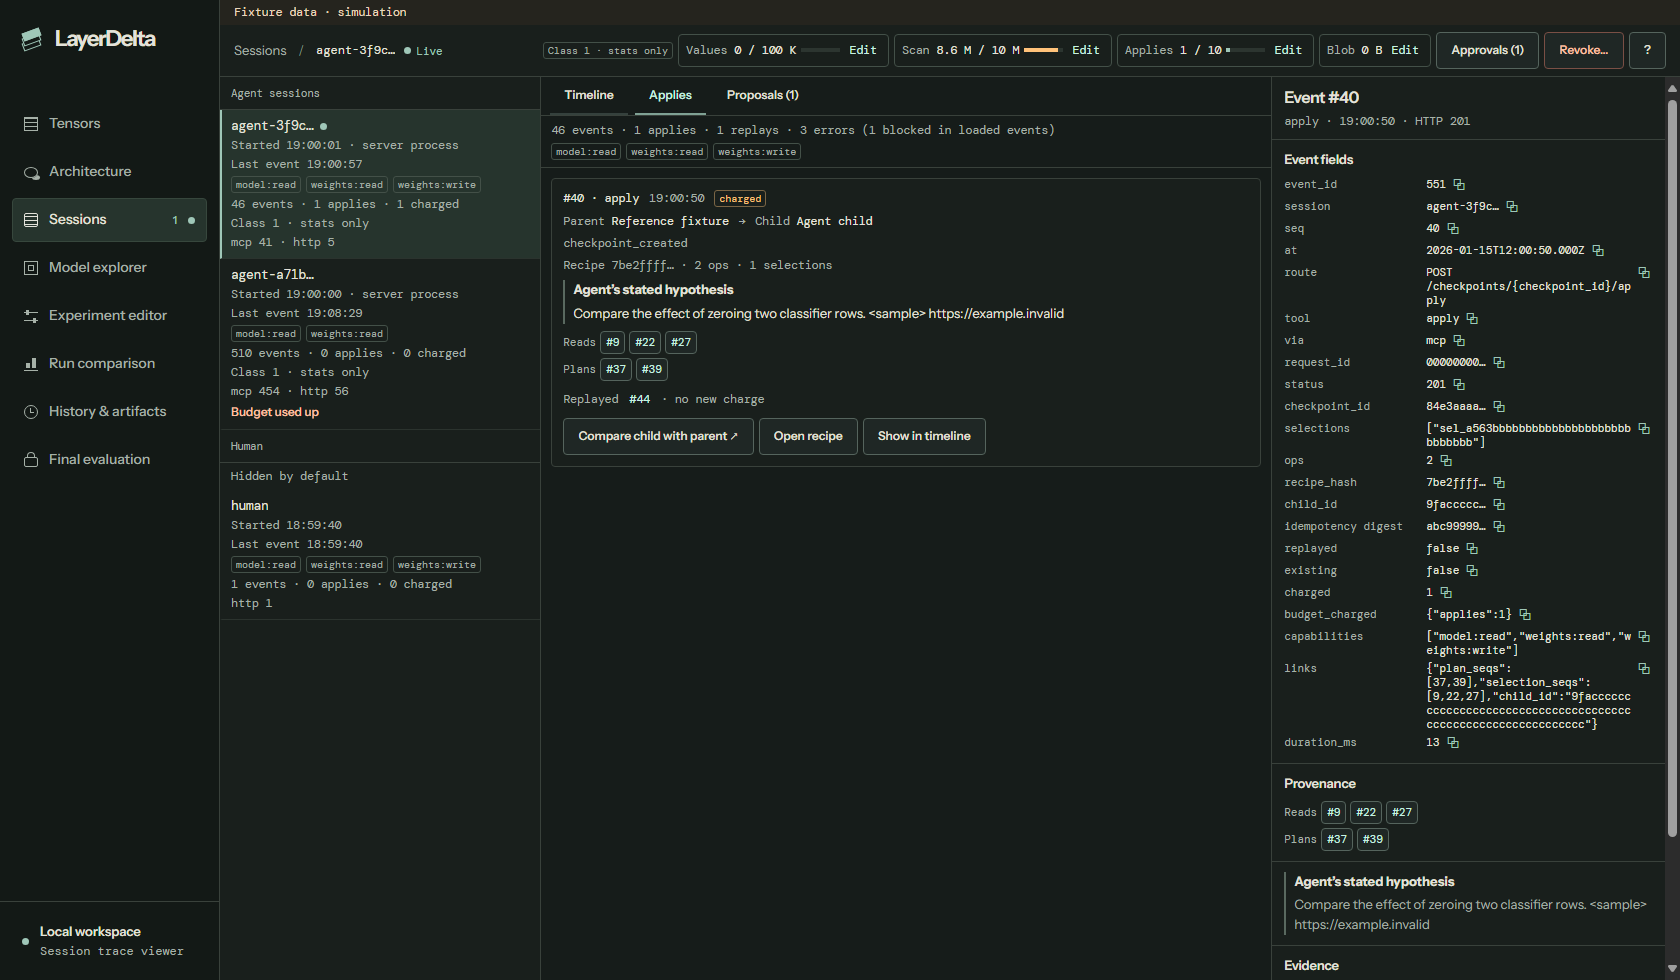 Fixture data · simulation
LayerDelta
Tensors
Architecture
Sessions 1
Model explorer
Experiment editor
Run comparison
History & artifacts
Final evaluation
Local workspace
Session trace viewer
Sessions / agent-3f9c… Live
Class 1 · stats only
Values 0 / 100 K Edit
Scan 8.6 M / 10 M Edit
Applies 1 / 10 Edit
Blob 0 B Edit
Approvals (1)
Revoke…
?
Agent sessions
agent-3f9c…
Started 19:00:01 · server process
Last event 19:00:57
model:read weights:read weights:write
46 events · 1 applies · 1 charged
Class 1 · stats only
mcp 41 · http 5
agent-a71b…
Started 19:00:00 · server process
Last event 19:08:29
model:read weights:read
510 events · 0 applies · 0 charged
Class 1 · stats only
mcp 454 · http 56
Budget used up
Human
Hidden by default
human
Started 18:59:40
Last event 18:59:40
model:read weights:read weights:write
1 events · 0 applies · 0 charged
http 1
Timeline Applies Proposals (1)
46 events · 1 applies · 1 replays · 3 errors (1 blocked in loaded events)
model:read weights:read weights:write
#40 · apply 19:00:50 charged
Parent Reference fixture → Child Agent child
checkpoint_created
Recipe 7be2ffff… · 2 ops · 1 selections
Agent's stated hypothesis
Compare the effect of zeroing two classifier rows. <sample> https://example.invalid
Reads #9 #22 #27
Plans #37 #39
Replayed #44 · no new charge
Compare child with parent ↗ Open recipe Show in timeline
Event #40
apply · 19:00:50 · HTTP 201
Event fields
event_id 551
session agent-3f9c…
seq 40
at 2026-01-15T12:00:50.000Z
route POST
/checkpoints/{checkpoint_id}/ap
ply
tool apply
via mcp
request_id 00000000…
status 201
checkpoint_id 84e3aaaa…
selections ["sel_a563bbbbbbbbbbbbbbbbbbbbb
bbbbbbb"]
ops 2
recipe_hash 7be2ffff…
child_id 9faccccc…
idempotency digest abc99999…
replayed false
existing false
charged 1
budget_charged {"applies":1}
capabilities ["model:read","weights:read","w
eights:write"]
links {"plan_seqs":
[37,39],"selection_seqs":
[9,22,27],"child_id":"9facccccc
ccccccccccccccccccccccccccccccc
cccccccccccccccccccccccc"}
duration_ms 13
Provenance
Reads #9 #22 #27
Plans #37 #39
Agent's stated hypothesis
Compare the effect of zeroing two classifier rows. <sample>
https://example.invalid
Evidence